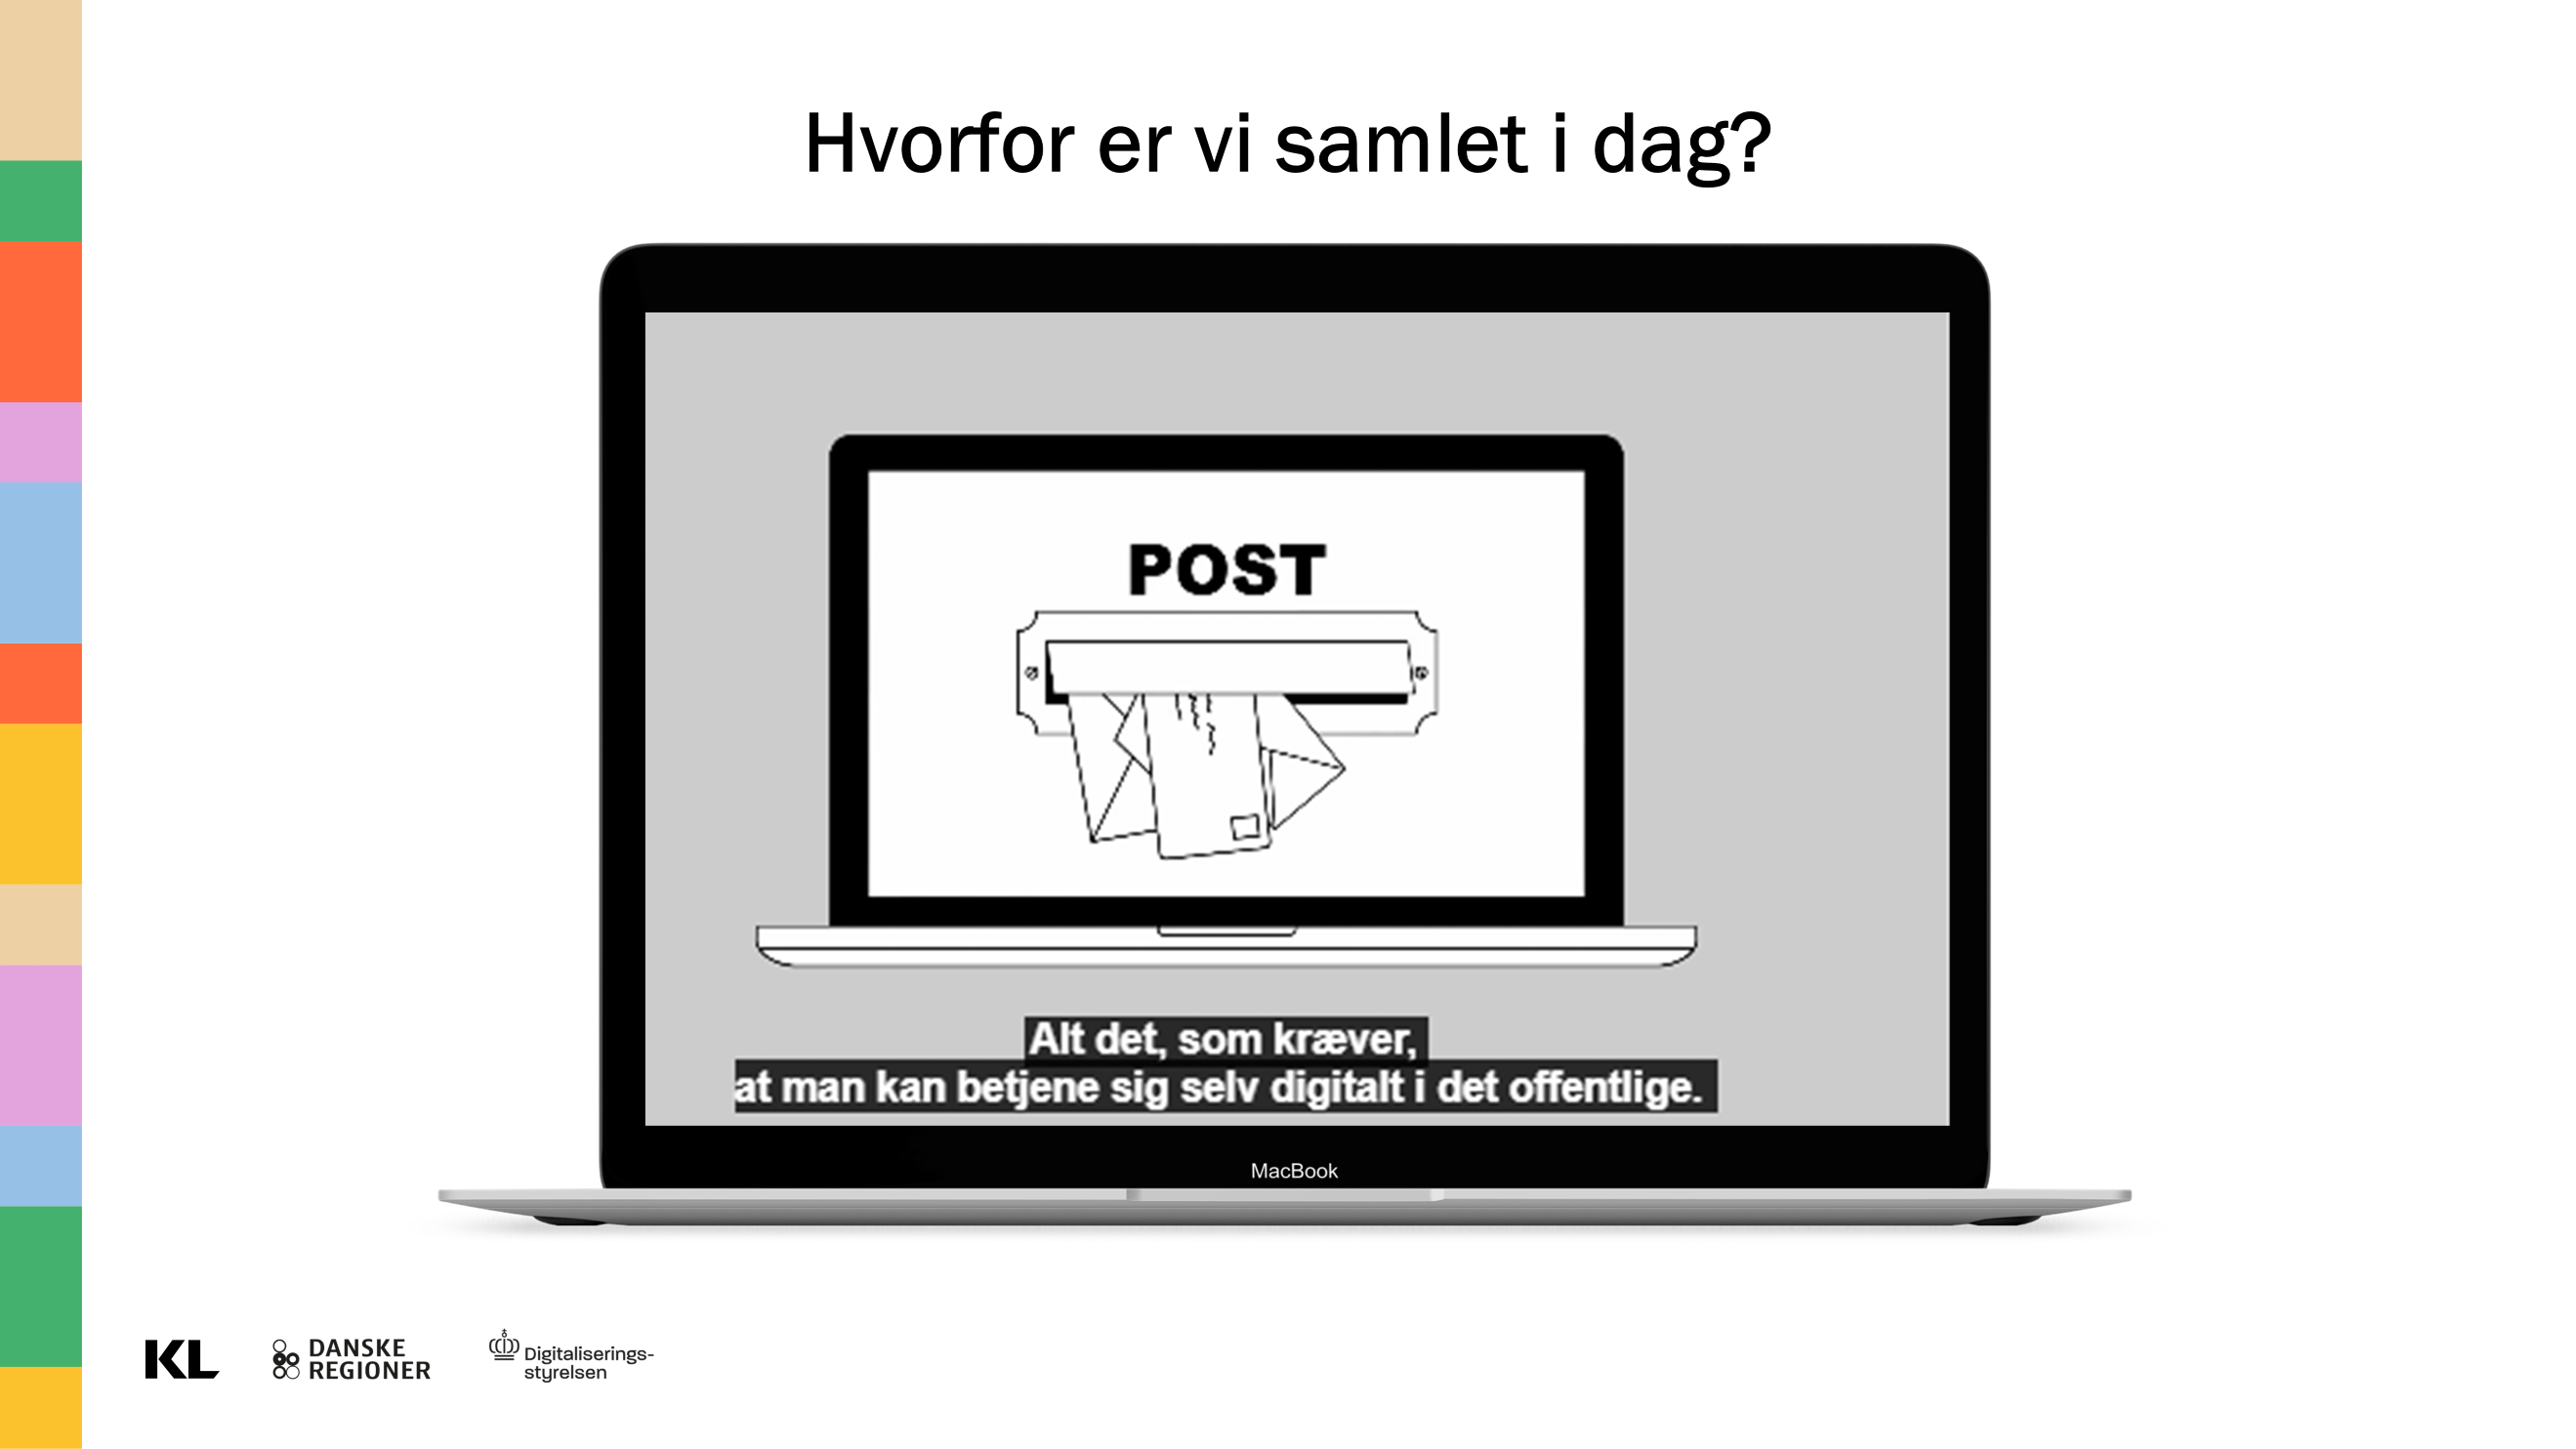 Hvorfor er vi samlet i dag?
POST
Alt det, som kræver,
at man kan betjene sig selv digitalt i det offentlige.
MacBook
KL
DANSKE
REGIONER
Digitaliserings-
styrelsen